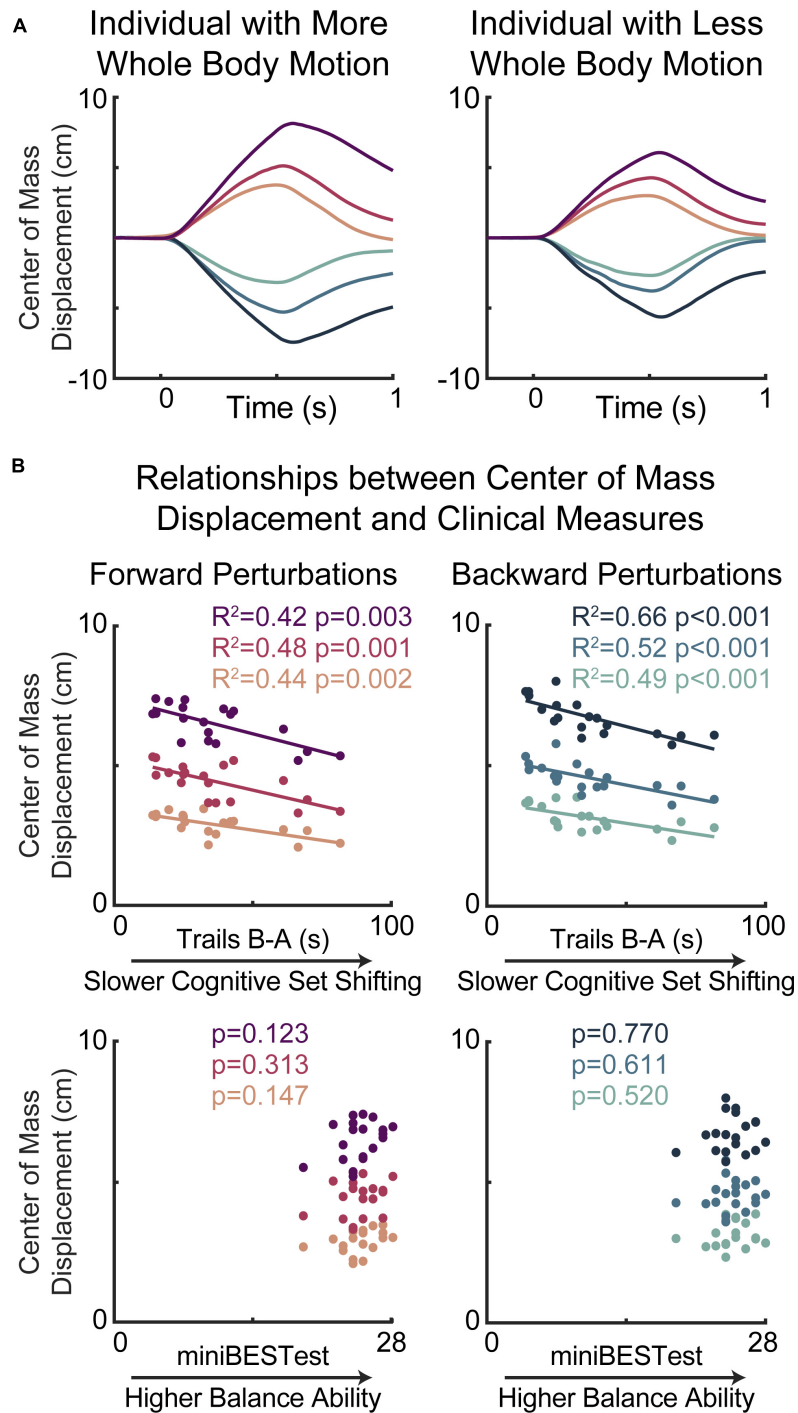 A
Individual with More
Whole Body Motion
Individual with Less
Whole Body Motion
Center of Mass
Displacement (cm)
10
-10
0
1
Time (s)
10
-10
0
1
Time (s)
B
Relationships between Center of Mass
Displacement and Clinical Measures
Forward Perturbations
R²=0.42 p=0.003
R²=0.48 p=0.001
R²=0.44 p=0.002
Center of Mass
Displacement (cm)
10
0
0
100
Trails B-A (s)
Slower Cognitive Set Shifting
Backward Perturbations
R²=0.66 p<0.001
R²=0.52 p<0.001
R²=0.49 p<0.001
10
0
0
100
Trails B-A (s)
Slower Cognitive Set Shifting
p=0.123
p=0.313
p=0.147
Center of Mass
Displacement (cm)
10
0
0
28
miniBESTest
Higher Balance Ability
p=0.770
p=0.611
p=0.520
10
0
0
28
miniBESTest
Higher Balance Ability